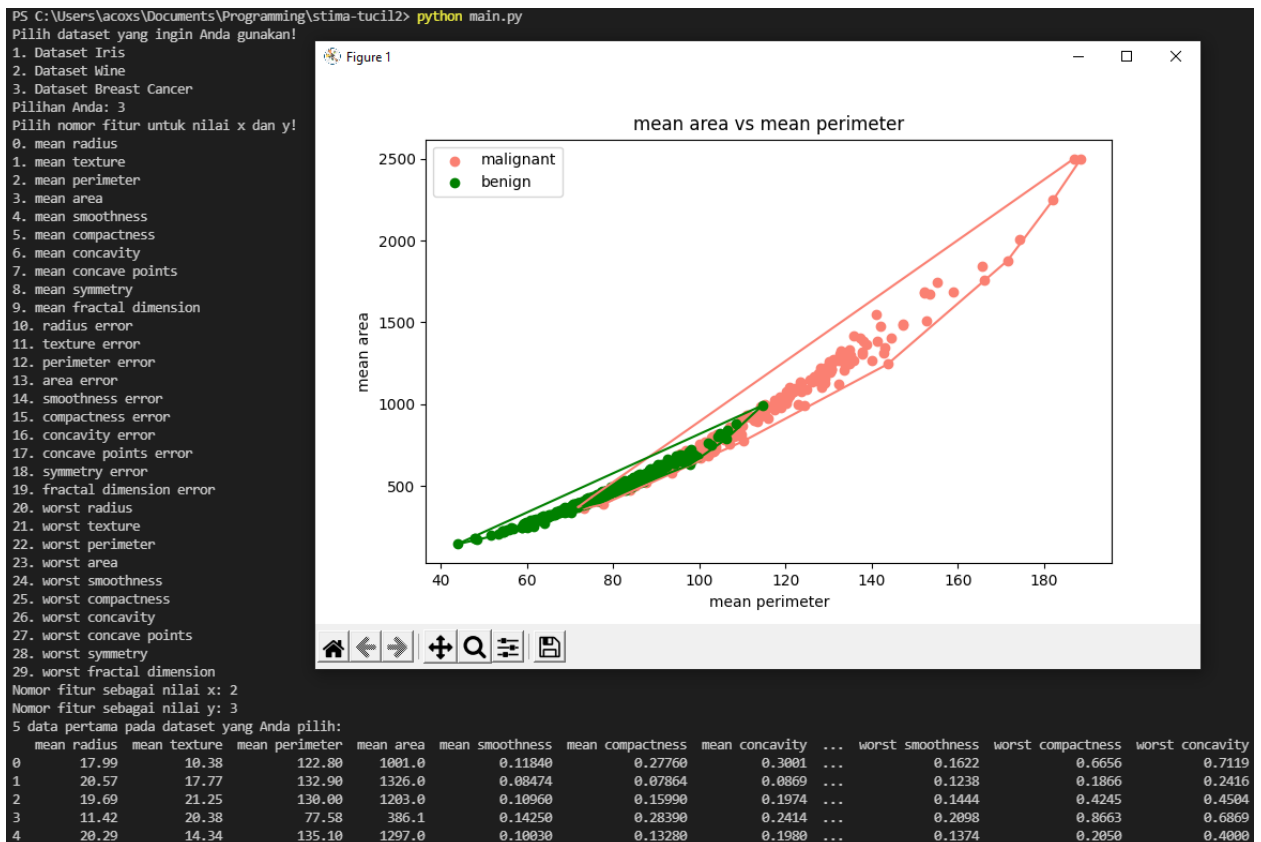 PS C:\Users\acoxs\Documents\Programming\stima-tucil2> python main.py
Pilih dataset yang ingin Anda gunakan!
1. Dataset Iris
2. Dataset Wine
3. Dataset Breast Cancer
Pilihan Anda: 3
Pilih nomor fitur untuk nilai x dan y!
0. mean radius
1. mean texture
2. mean perimeter
3. mean area
4. mean smoothness
5. mean compactness
6. mean concavity
7. mean concave points
8. mean symmetry
9. mean fractal dimension
10. radius error
11. texture error
12. perimeter error
13. area error
14. smoothness error
15. compactness error
16. concavity error
17. concave points error
18. symmetry error
19. fractal dimension error
20. worst radius
21. worst texture
22. worst perimeter
23. worst area
24. worst smoothness
25. worst compactness
26. worst concavity
27. worst concave points
28. worst symmetry
29. worst fractal dimension
Nomor fitur sebagai nilai x: 2
Nomor fitur sebagai nilai y: 3
5 data pertama pada dataset yang Anda pilih:
mean radius mean texture mean perimeter mean area mean smoothness mean compactness mean concavity ... worst smoothness worst compactness worst concavity
0 17.99 10.38 122.80 1001.0 0.11840 0.27760 0.3001 ... 0.1622 0.6656 0.7119
1 20.57 17.77 132.90 1326.0 0.08474 0.07864 0.0869 ... 0.1238 0.1866 0.2416
2 19.69 21.25 130.00 1203.0 0.10960 0.15990 0.1974 ... 0.1444 0.4245 0.4504
3 11.42 20.38 77.58 386.1 0.14250 0.28390 0.2414 ... 0.2098 0.8663 0.6869
4 20.29 14.34 135.10 1297.0 0.10030 0.13280 0.1980 ... 0.1374 0.2050 0.4000
Figure 1
mean area vs mean perimeter
malignant
benign
2500
2000
1500
1000
500
mean area
40 60 80 100 120 140 160 180
mean perimeter